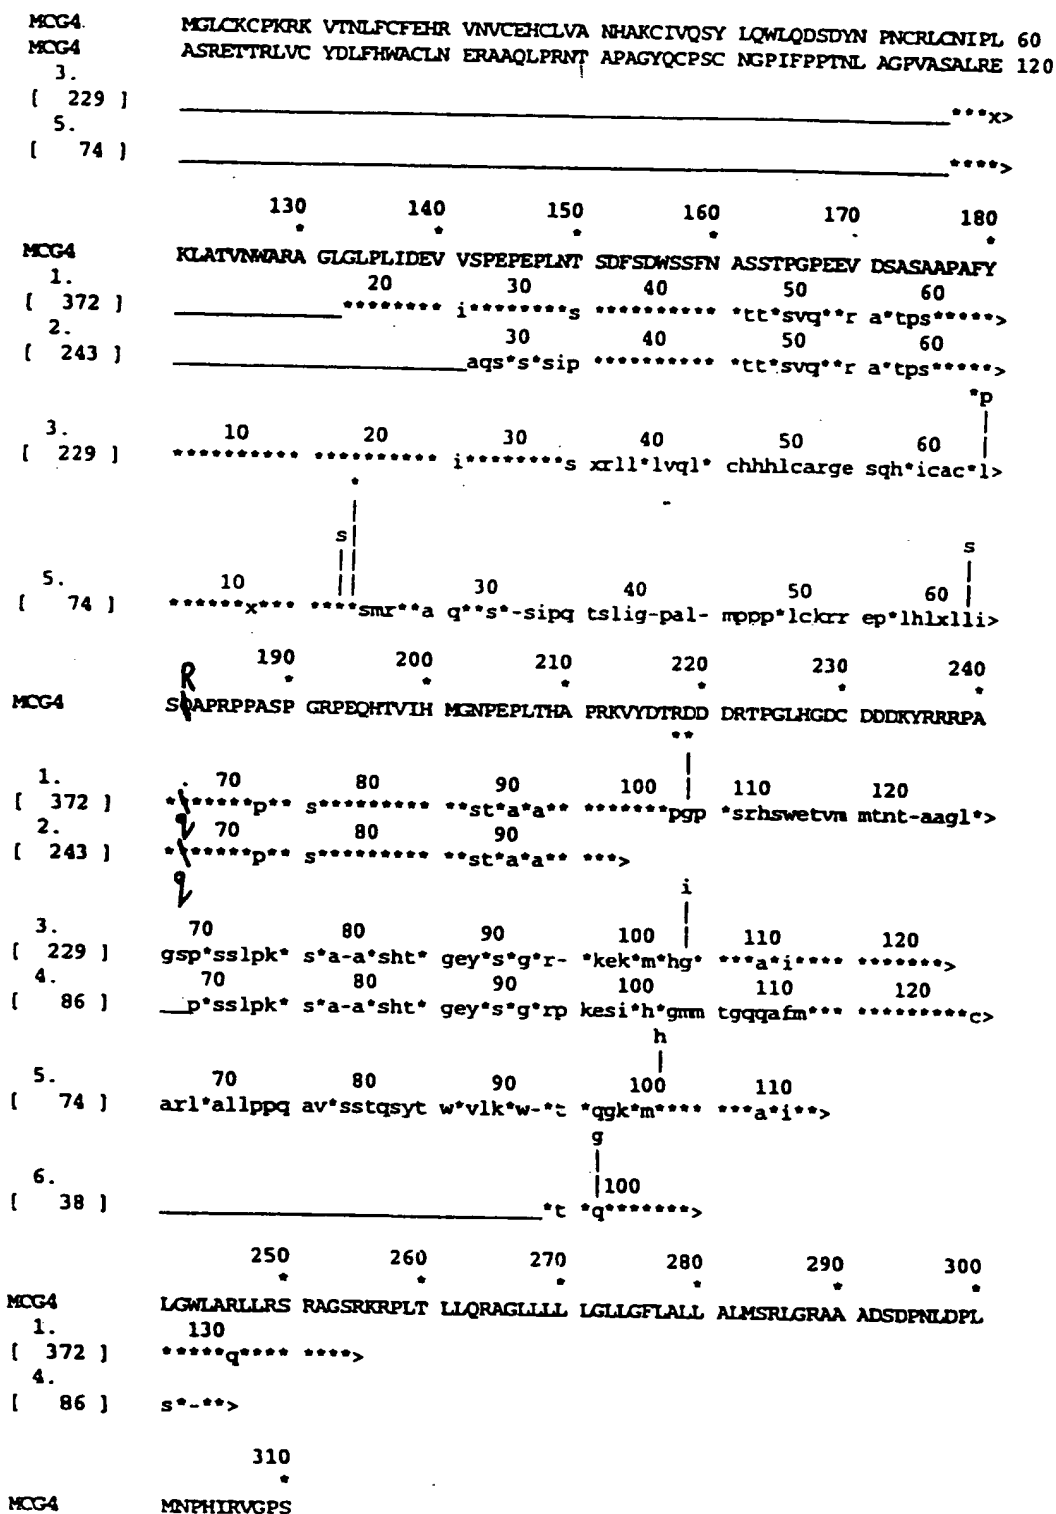 MCG4. MGLCKCPKRK VTNLFCFEHR VNVCEHCLVA NHAKCIVQSY LQWLQDSDYN PNCRLCNIPL 60
MCG4 ASRETTRLVC YDLFHWACLN ERAAQLPRNT APAGYQCPSC NGPIFPPTNL AGPVASALRE 120
3.
[ 229 ] ***x>
5.
[ 74 ] ****>
130 140 150 160 170 180
* * * * * *
MCG4 KLATVNWARA GLGLPLIDEV VSPEPEPLNT SDFSDWSSFN ASSTPGPEEV DSASAAPAFY
1. 20 30 40 50 60
[ 372 ] ******** i********s ********* *tt*svq**r a*tps*****>
2. 30 40 50 60
[ 243 ] aqs*s*sip ********* *tt*svq**r a*tps*****>
*p
3. 10 20 30 40 50 60
[ 229 ] ********** ********** i********s xrll*lvql* chhhlcarge sqh*icac*l>
*
s
s
5. 10 30 40 50 60
[ 74 ] ******x*** ****smr**a q**s*-sipq tslig-pal- mppp*lckrr ep*lhlxlli>
190 200 210 220 230 240
* * * * * *
R
MCG4 SQAPRPPASP GRPEQHTVIH MGNPEPLTHA PRKVYDTRDD DRTPGLHGDC DDDKYRRRPA
**
1. 70 80 90 100 110 120
[ 372 ] *******p** s********* **st*a*a** *******pgp *srhswetvm mtnt-aagl*>
q
2. 70 80 90
[ 243 ] *******p** s********* **st*a*a** ***>
q
i
3. 70 80 90 100 110 120
[ 229 ] gsp*sslpk* s*a-a*sht* gey*s*g*r- *kek*m*hg* ***a*i**** *******>
4. 70 80 90 100 110 120
[ 86 ] p*sslpk* s*a-a*sht* gey*s*g*rp kesi*h*gmm tgqqafm*** *********c>
h
5. 70 80 90 100 110
[ 74 ] arl*allppq av*sstqsyt w*vlk*w-*t *qgk*m**** ***a*i**>
g
6. 100
[ 38 ] *t *q*******>
250 260 270 280 290 300
* * * * * *
MCG4 LGWLARLLRS RAGSRKRPLT LLQRAGLLLL LGLLGFLALL ALMSRLGRAA ADSDPNLDPL
1. 130
[ 372 ] *****q**** ****>
4.
[ 86 ] s*-**>
310
*
MCG4 MNPHIRVGPS